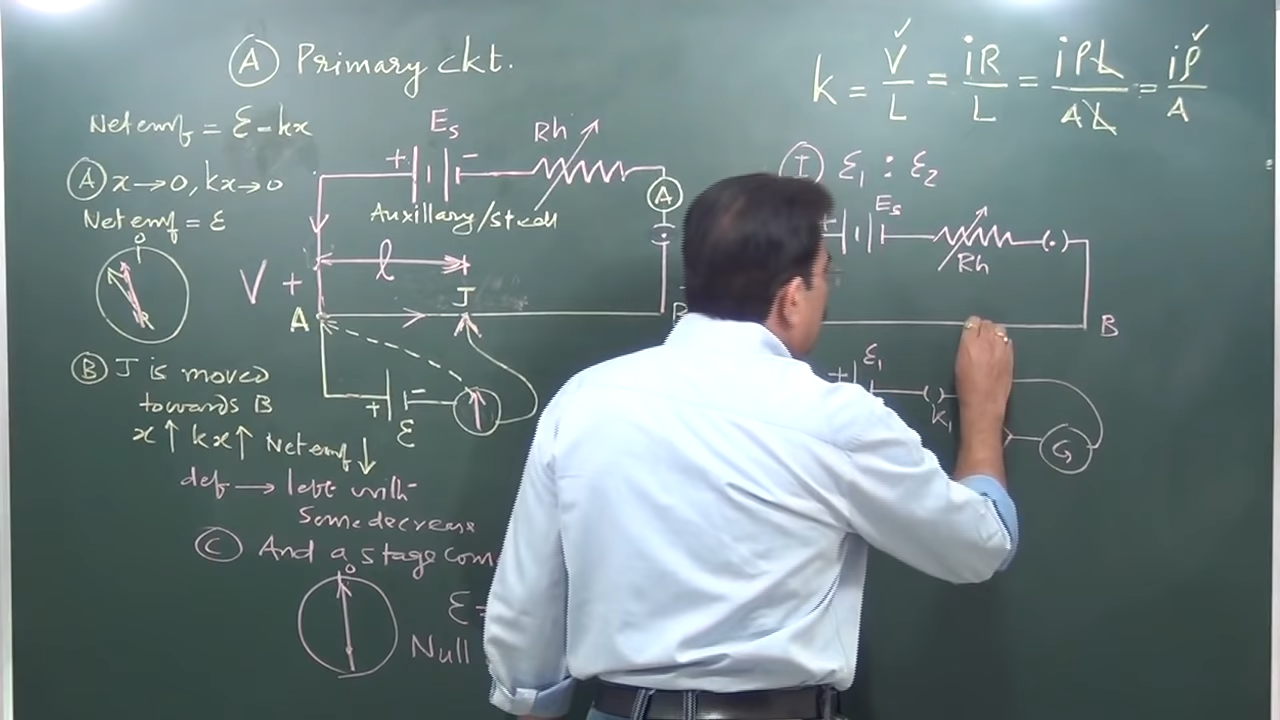 (A) Primary ckt.
Net emf = ε - kx
(A) x → 0, kx → 0
Net emf = ε
0
Es
Rh
+ -
A
Auxillary/st cell
l
V +
J
A
B
+ -
ε
(B) J is moved
towards B
x ↑ kx ↑ Net emf ↓
def → left with
some decrease
(C) And a stage com
0
ε =
Null
k = V/L = iR/L = iρL/AL = iρ/A
(I) ε1 : ε2
Es
Rh
B
+ ε1
K1
G